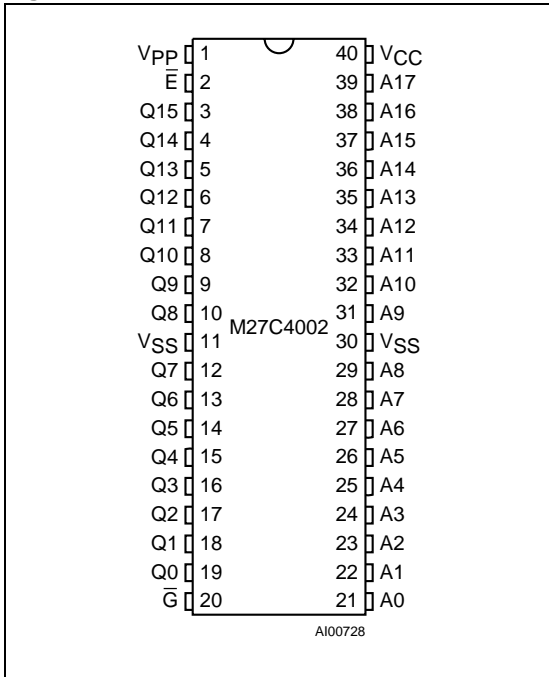 VPP 1 40 VCC
E̅ 2 39 A17
Q15 3 38 A16
Q14 4 37 A15
Q13 5 36 A14
Q12 6 35 A13
Q11 7 34 A12
Q10 8 33 A11
Q9 9 32 A10
Q8 10 31 A9
M27C4002
VSS 11 30 VSS
Q7 12 29 A8
Q6 13 28 A7
Q5 14 27 A6
Q4 15 26 A5
Q3 16 25 A4
Q2 17 24 A3
Q1 18 23 A2
Q0 19 22 A1
G̅ 20 21 A0
AI00728